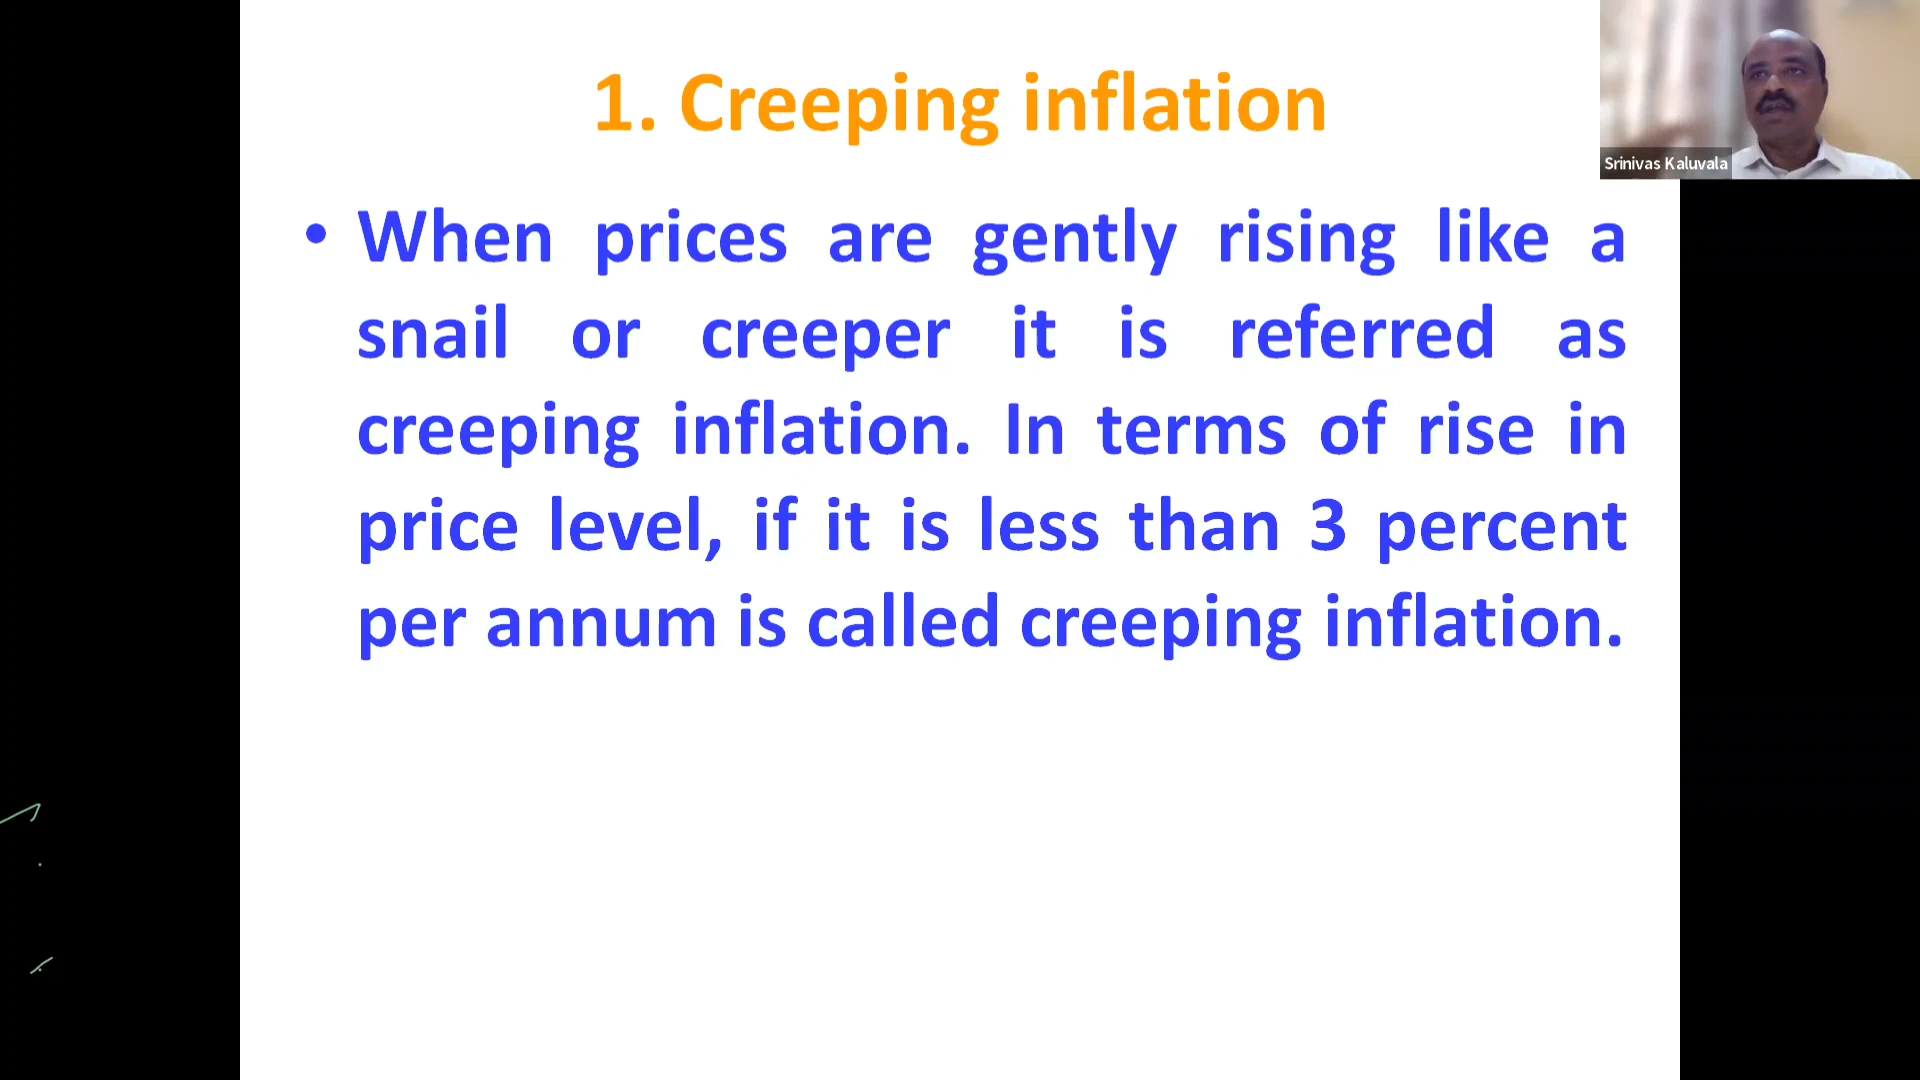 1. Creeping inflation
Srinivas Kaluvala
• When prices are gently rising like a
snail or creeper it is referred as
creeping inflation. In terms of rise in
price level, if it is less than 3 percent
per annum is called creeping inflation.